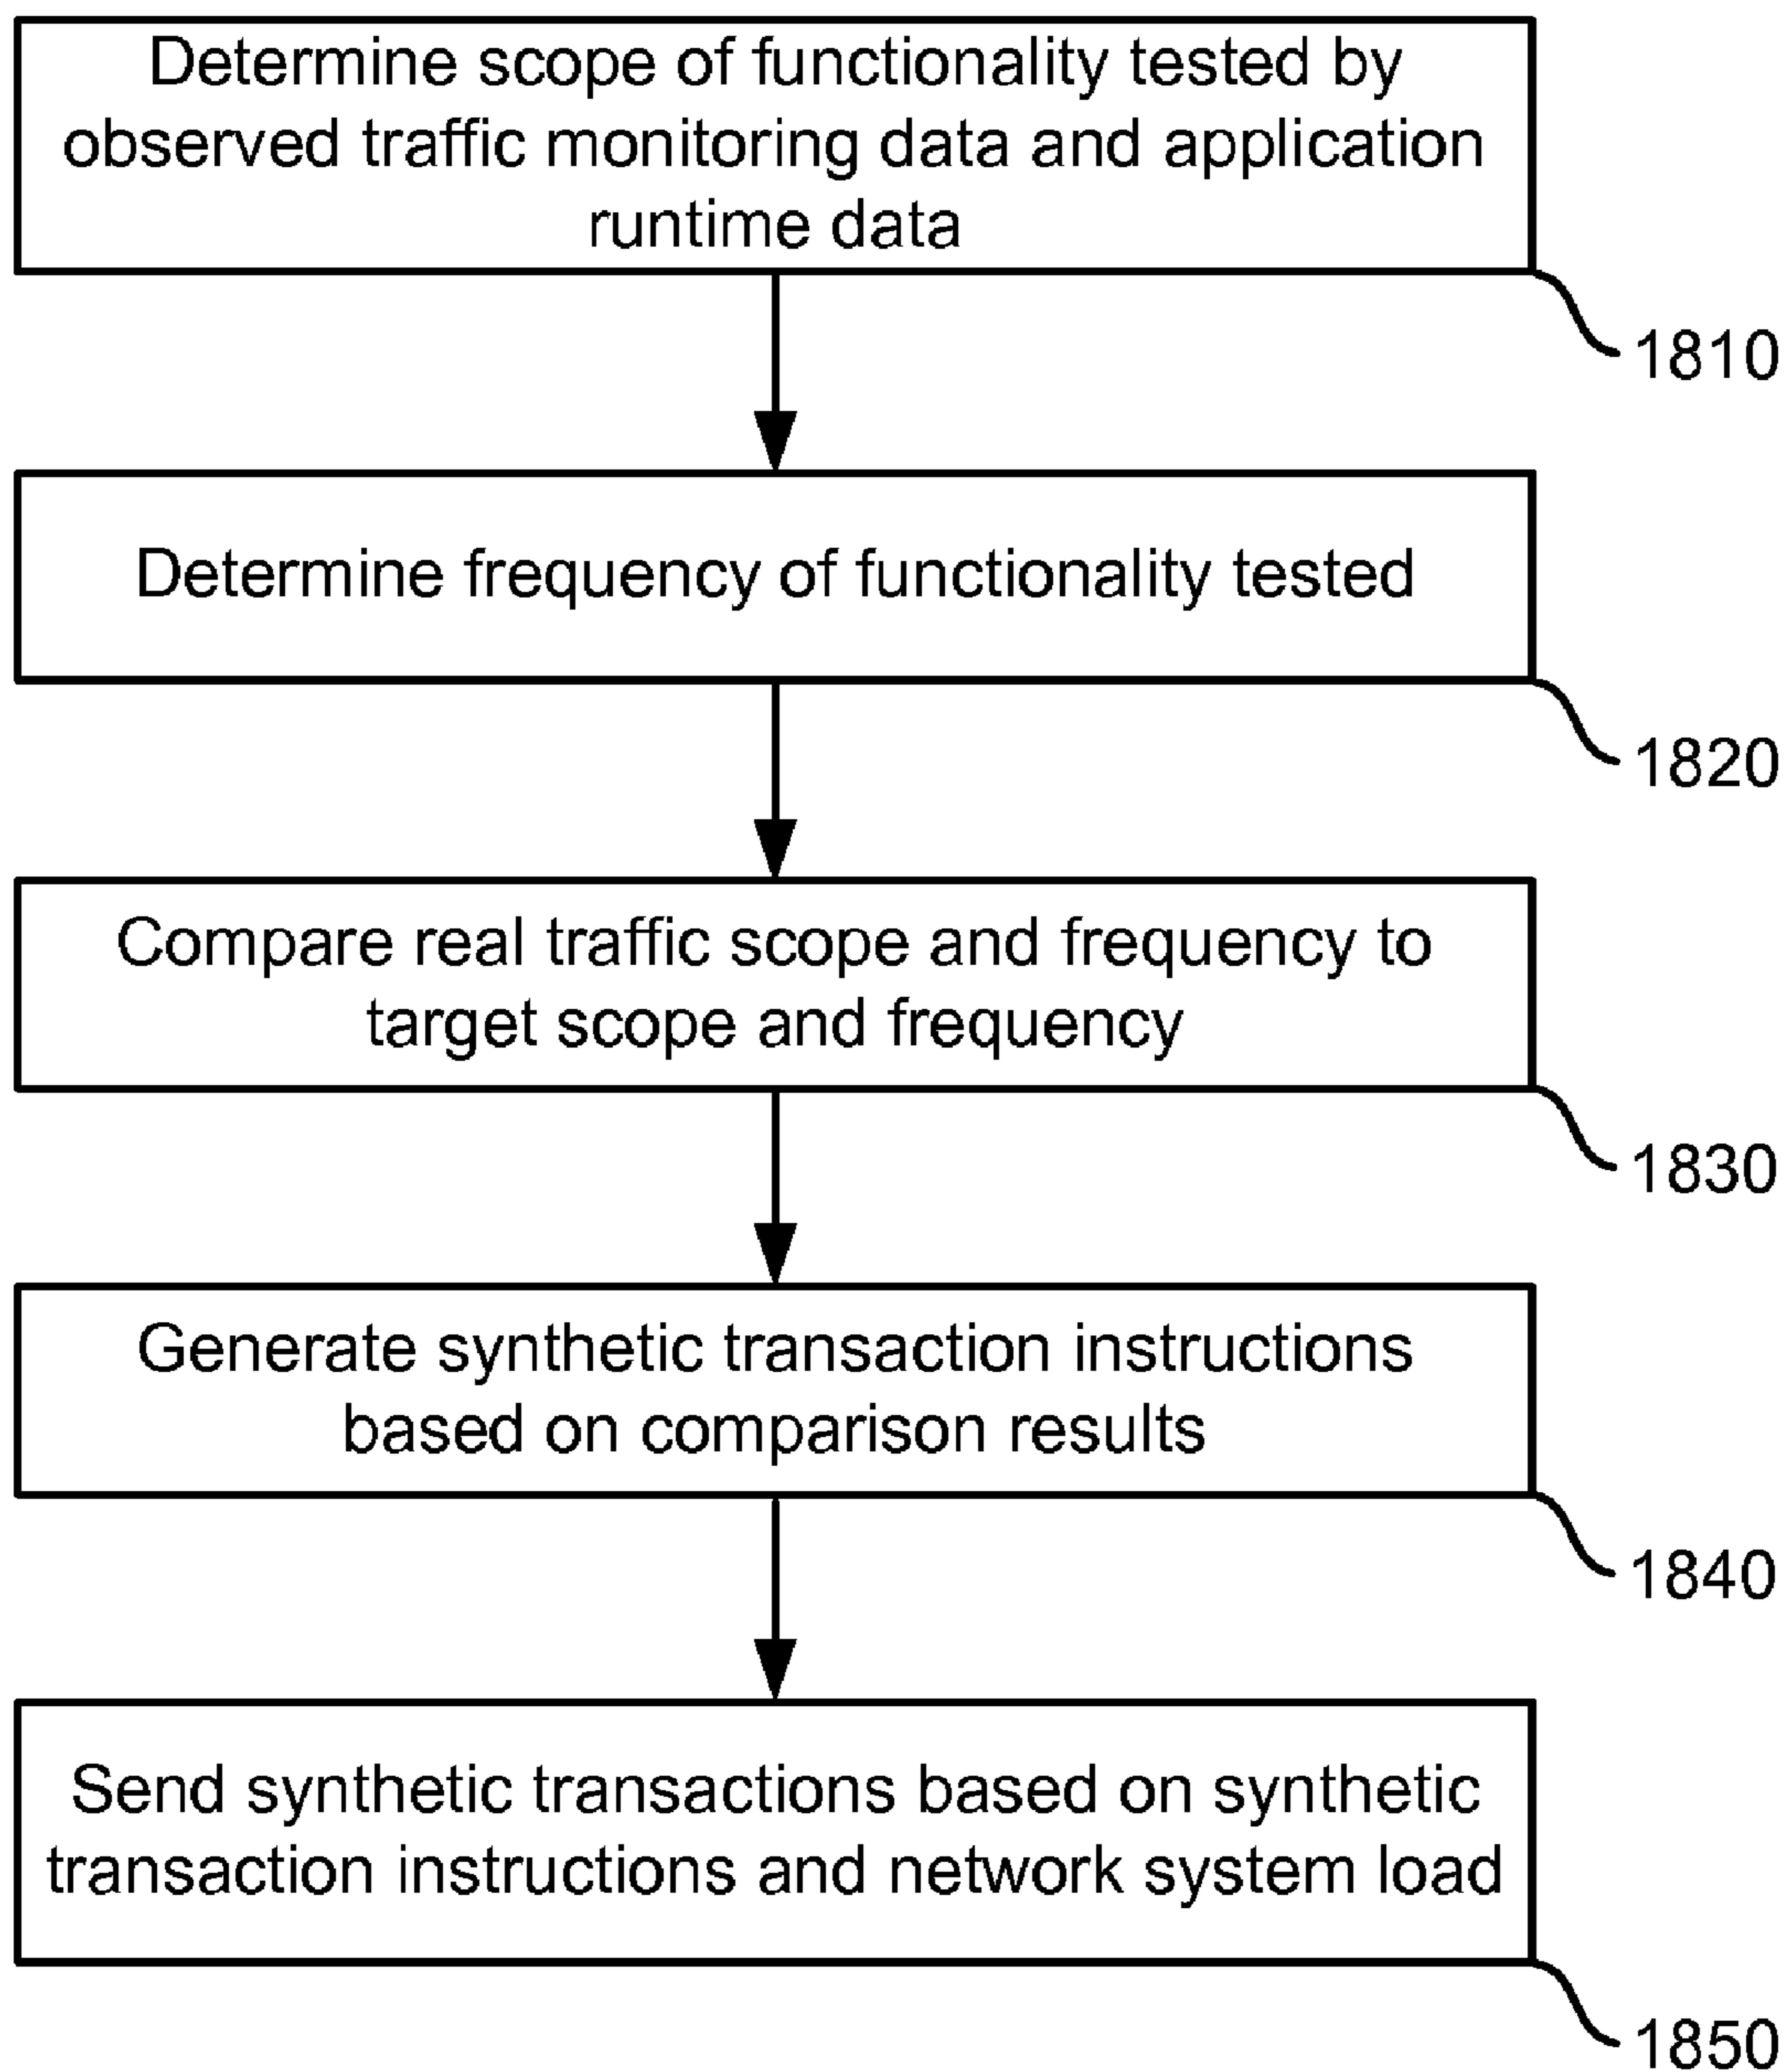 Determine scope of functionality tested by
observed traffic monitoring data and application
runtime data
1810
Determine frequency of functionality tested
1820
Compare real traffic scope and frequency to
target scope and frequency
1830
Generate synthetic transaction instructions
based on comparison results
1840
Send synthetic transactions based on synthetic
transaction instructions and network system load
1850